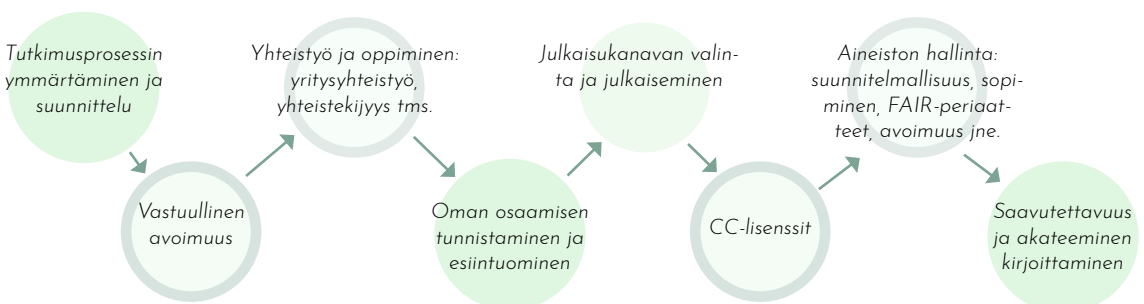 Tutkimusprosessin
ymmärtäminen ja
suunnittelu
Vastuullinen
avoimuus
Yhteistyö ja oppiminen:
yritysyhteistyö,
yhteistekijyys tms.
Oman osaamisen
tunnistaminen ja
esiintuominen
Julkaisukanavan valin-
ta ja julkaiseminen
CC-lisenssit
Aineiston hallinta:
suunnitelmallisuus, sopi-
minen, FAIR-periaat-
teet, avoimuus jne.
Saavutettavuus
ja akateeminen
kirjoittaminen